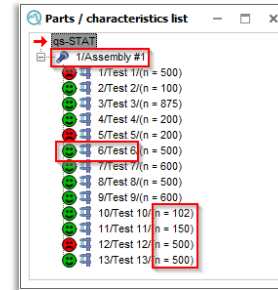 Parts / characteristics list
qs-STAT
1/Assembly #1
1/Test 1/(n = 500)
2/Test 2/(n = 100)
3/Test 3/(n = 875)
4/Test 4/(n = 200)
5/Test 5/(n = 200)
6/Test 6/(n = 500)
7/Test 7/(n = 600)
8/Test 8/(n = 500)
9/Test 9/(n = 600)
10/Test 10/(n = 102)
11/Test 11/(n = 150)
12/Test 12/(n = 500)
13/Test 13/(n = 500)